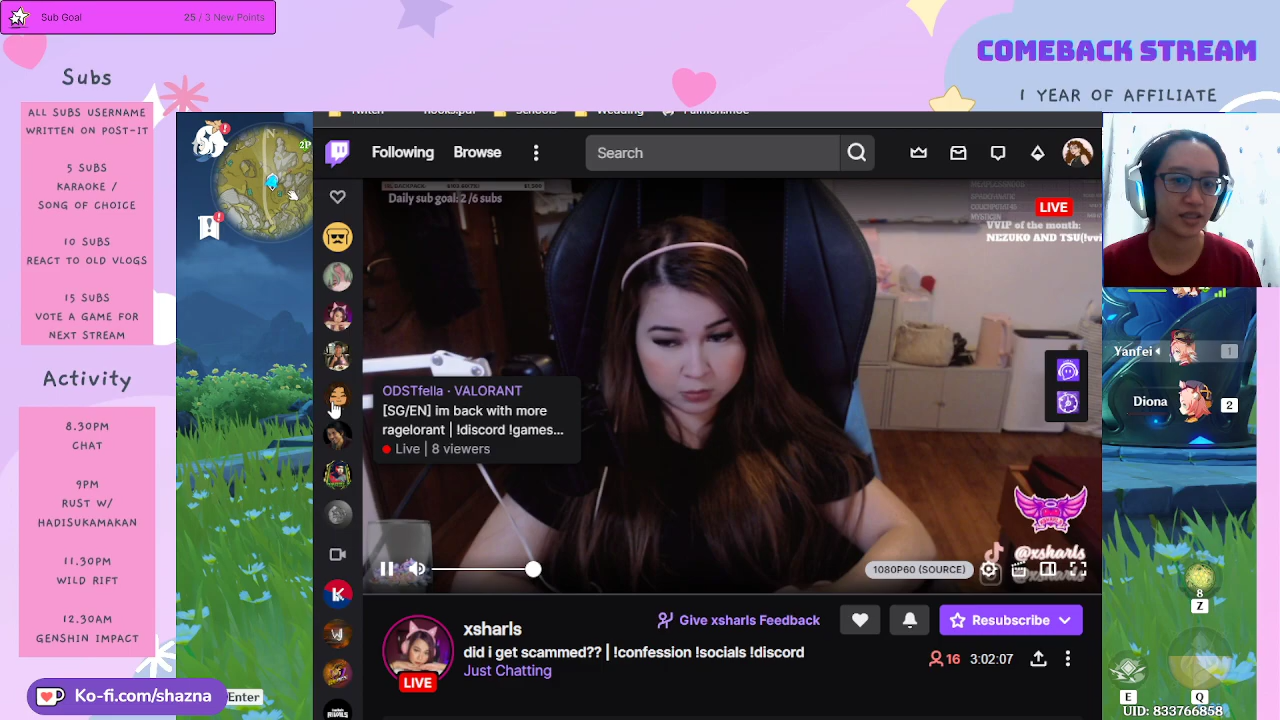 Sub Goal
25 / 3 New Points
COMEBACK STREAM
1 YEAR OF AFFILIATE
Subs
ALL SUBS USERNAME
WRITTEN ON POST-IT
5 SUBS
KARAOKE /
SONG OF CHOICE
10 SUBS
REACT TO OLD VLOGS
15 SUBS
VOTE A GAME FOR
NEXT STREAM
Activity
8.30PM
CHAT
9PM
RUST W/
HADISUKAMAKAN
11.30PM
WILD RIFT
12.30AM
GENSHIN IMPACT
Ko-fi.com/shazna
Enter
N
2P
Following
Browse
Search
Daily sub goal: 2 /6 subs
LIVE
VVIP of the month:
NEZUKO AND TSU(!vvi
ODSTfella · VALORANT
[SG/EN] im back with more
ragelorant | !discord !games...
Live | 8 viewers
@xsharls
1080P60 (SOURCE)
xsharls
Give xsharls Feedback
Resubscribe
did i get scammed?? | !confession !socials !discord
Just Chatting
16
3:02:07
LIVE
Yanfei
1
Diona
2
8
Z
E
Q
UID: 833766858